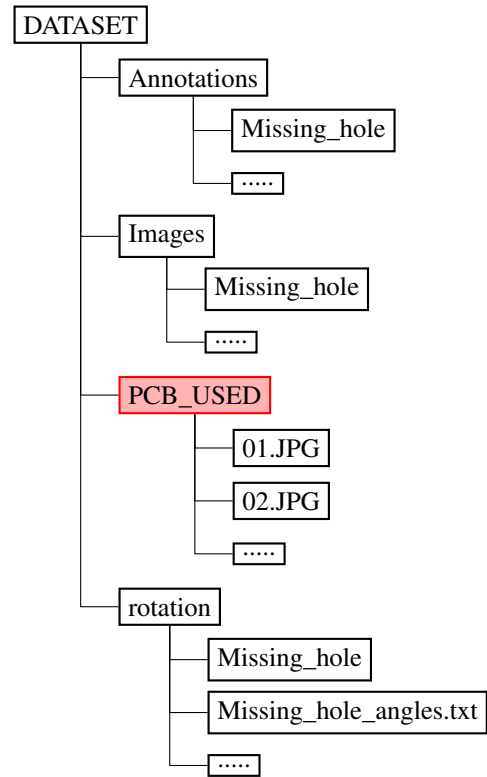 DATASET
Annotations
Missing_hole
.....
Images
Missing_hole
.....
PCB_USED
01.JPG
02.JPG
.....
rotation
Missing_hole
Missing_hole_angles.txt
.....